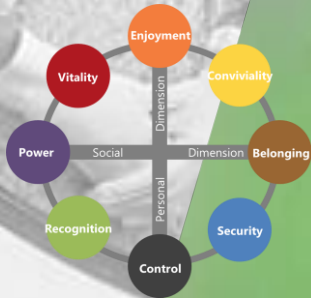 Enjoyment
Vitality
Conviviality
Dimension
Power
Social
Dimension
Belonging
Personal
Recognition
Security
Control